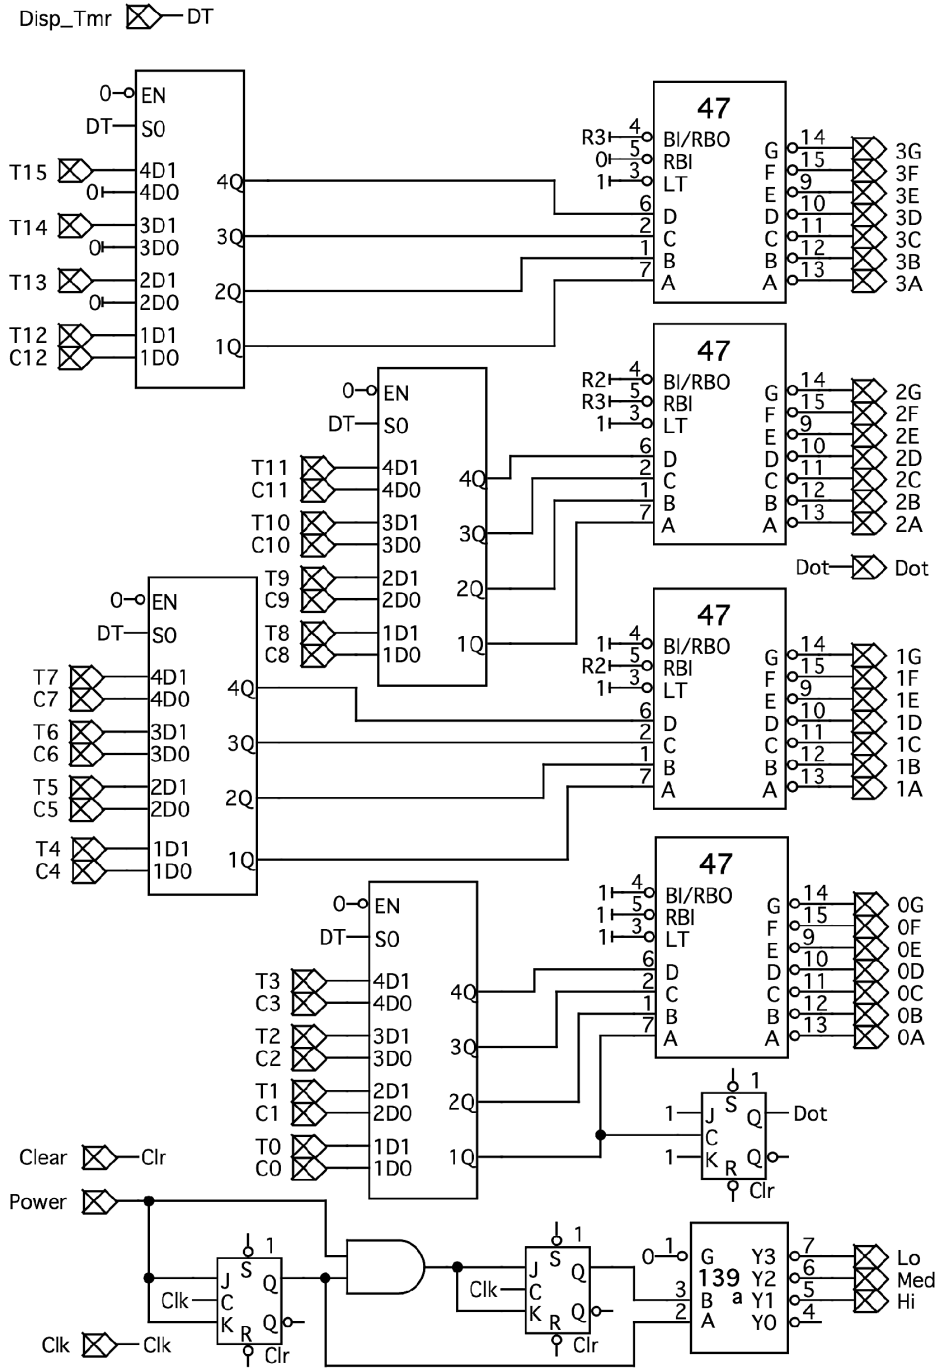 Disp_Tmr DT
0 EN
DT S0
T15 4D1
0 4D0
T14 3D1
0 3D0
T13 2D1
0 2D0
T12 1D1
C12 1D0
4Q
3Q
2Q
1Q
47
R3 4 BI/RBO
0 5 RBI
1 3 LT
6 D
2 C
1 B
7 A
G 14 3G
F 15 3F
E 9 3E
D 10 3D
C 11 3C
B 12 3B
A 13 3A
0 EN
DT S0
T11 4D1
C11 4D0
T10 3D1
C10 3D0
T9 2D1
C9 2D0
T8 1D1
C8 1D0
4Q
3Q
2Q
1Q
47
R2 4 BI/RBO
R3 5 RBI
1 3 LT
6 D
2 C
1 B
7 A
G 14 2G
F 15 2F
E 9 2E
D 10 2D
C 11 2C
B 12 2B
A 13 2A
Dot Dot
0 EN
DT S0
T7 4D1
C7 4D0
T6 3D1
C6 3D0
T5 2D1
C5 2D0
T4 1D1
C4 1D0
4Q
3Q
2Q
1Q
47
1 4 BI/RBO
R2 5 RBI
1 3 LT
6 D
2 C
1 B
7 A
G 14 1G
F 15 1F
E 9 1E
D 10 1D
C 11 1C
B 12 1B
A 13 1A
0 EN
DT S0
T3 4D1
C3 4D0
T2 3D1
C2 3D0
T1 2D1
C1 2D0
T0 1D1
C0 1D0
4Q
3Q
2Q
1Q
47
1 4 BI/RBO
1 5 RBI
1 3 LT
6 D
2 C
1 B
7 A
G 14 0G
F 15 0F
E 9 0E
D 10 0D
C 11 0C
B 12 0B
A 13 0A
1
S
1 J Q Dot
C
1 K Q
R
Clr
Clear Clr
Power
1
S
J Q
Clk C
K Q
R
Clr
Clk Clk
1
S
J Q
Clk C
K Q
R
Clr
0 1 G Y3 7 Lo
139 Y2 6 Med
3 B a Y1 5 Hi
2 A Y0 4